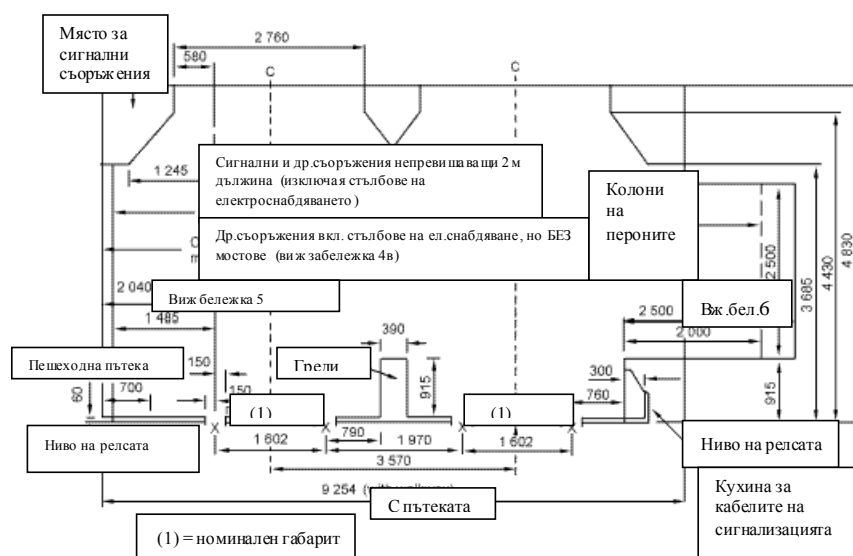 Място за
сигнални
съоръжения
2 760
580
C
C
Сигнални и др.съоръжения непревишаващи 2 м
дължина (изключая стълбове на
електроснабдяването)
1 245
Колони
на
пероните
Др.съоръжения вкл. стълбове на ел.снабдяване, но БЕЗ
мостове (виж забележка 4в)
2 500
3 685
4 430
4 830
2 040
Виж бележка 5
2 500
Вж.бел.6
1 485
390
2 000
Пешеходна пътека
150
Грели
915
300
60
700
150
(1)
(1)
760
915
Ниво на релсата
X
X
X
X
790
1 602
1 970
1 602
Ниво на релсата
3 570
9 254
С пътеката
Кухина за
кабелите на
сигнализацията
(1) = номинален габарит